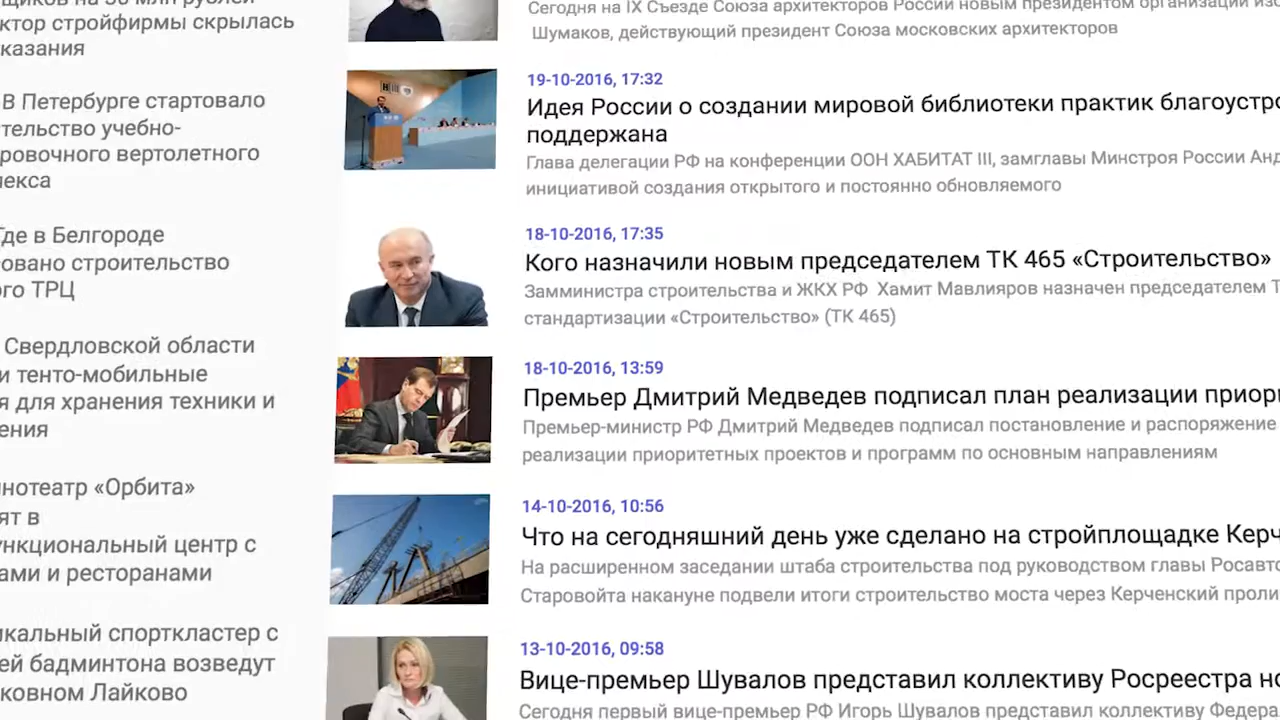 ктор стройфирмы скрылась
казания
В Петербурге стартовало
тельство учебно-
ровочного вертолетного
лекса
Где в Белгороде
овано строительство
го ТРЦ
Свердловской области
и тенто-мобильные
я для хранения техники и
ения
нотеатр «Орбита»
ят в
ункциональный центр с
ами и ресторанами
икальный спорткластер с
ей бадминтона возведут
ковном Лайково
Сегодня на IX Съезде Союза архитекторов России новым президентом организации изб
Шумаков, действующий президент Союза московских архитекторов
19-10-2016, 17:32
Идея России о создании мировой библиотеки практик благоустро
поддержана
Глава делегации РФ на конференции ООН ХАБИТАТ III, замглавы Минстроя России Анд
инициативой создания открытого и постоянно обновляемого
18-10-2016, 17:35
Кого назначили новым председателем ТК 465 «Строительство»
Замминистра строительства и ЖКХ РФ Хамит Мавлияров назначен председателем Т
стандартизации «Строительство» (ТК 465)
18-10-2016, 13:59
Премьер Дмитрий Медведев подписал план реализации приори
Премьер-министр РФ Дмитрий Медведев подписал постановление и распоряжение
реализации приоритетных проектов и программ по основным направлениям
14-10-2016, 10:56
Что на сегодняшний день уже сделано на стройплощадке Керч
На расширенном заседании штаба строительства под руководством главы Росавто
Старовойта накануне подвели итоги строительство моста через Керченский проли
13-10-2016, 09:58
Вице-премьер Шувалов представил коллективу Росреестра но
Сегодня первый вице-премьер РФ Игорь Шувалов представил коллективу Федера